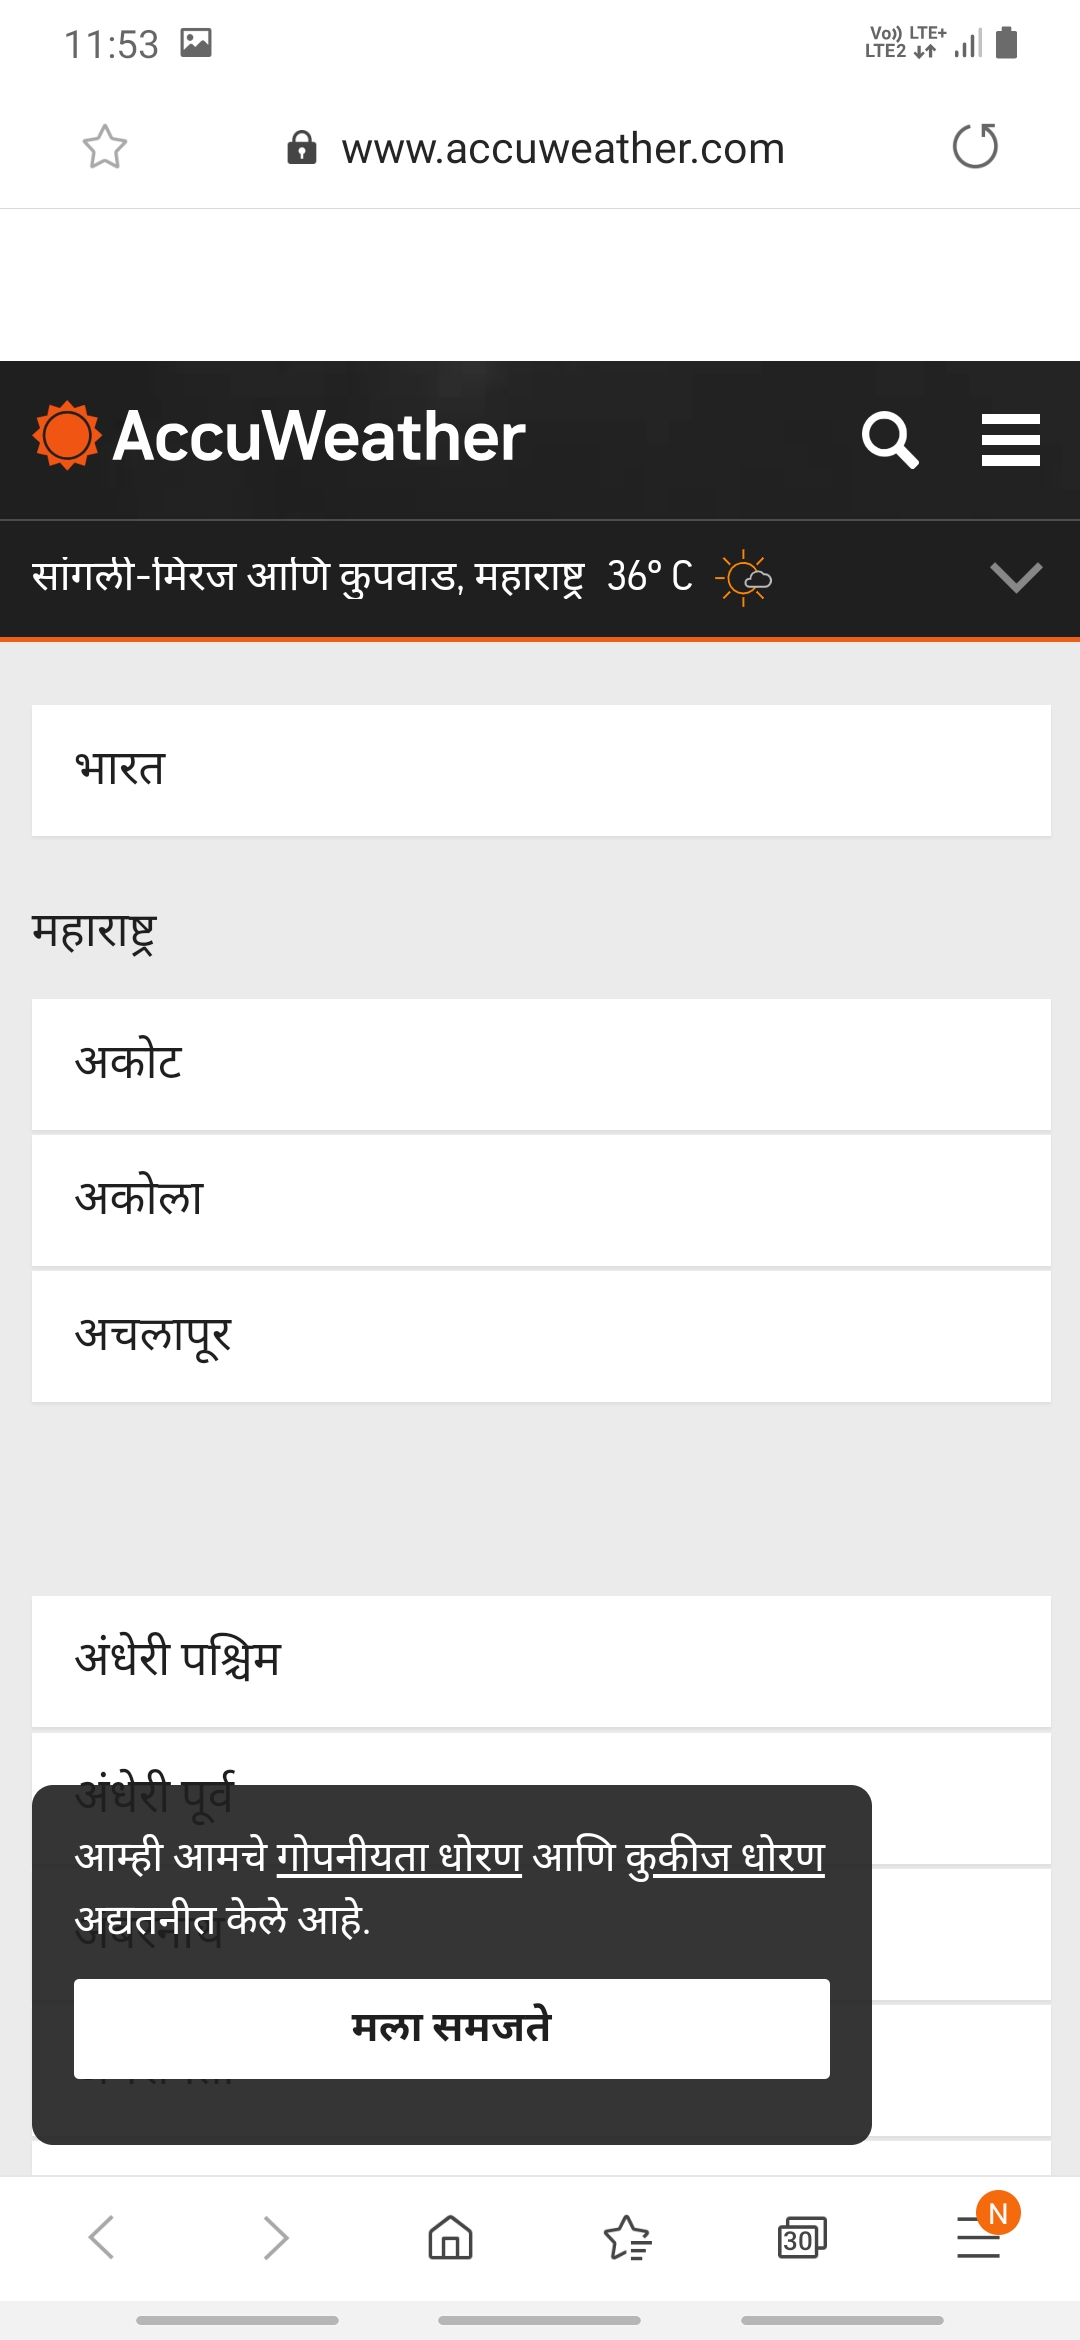 11:53
Vo)) LTE+
LTE2
www.accuweather.com
AccuWeather
सांगली-मिरज आणि कुपवाड, महाराष्ट्र 36° C
भारत
महाराष्ट्र
अकोट
अकोला
अचलापूर
अंधेरी पश्चिम
अंधेरी पूर्व
आम्ही आमचे गोपनीयता धोरण आणि कुकीज धोरण
अद्यतनीत केले आहे.
मला समजते
30
N